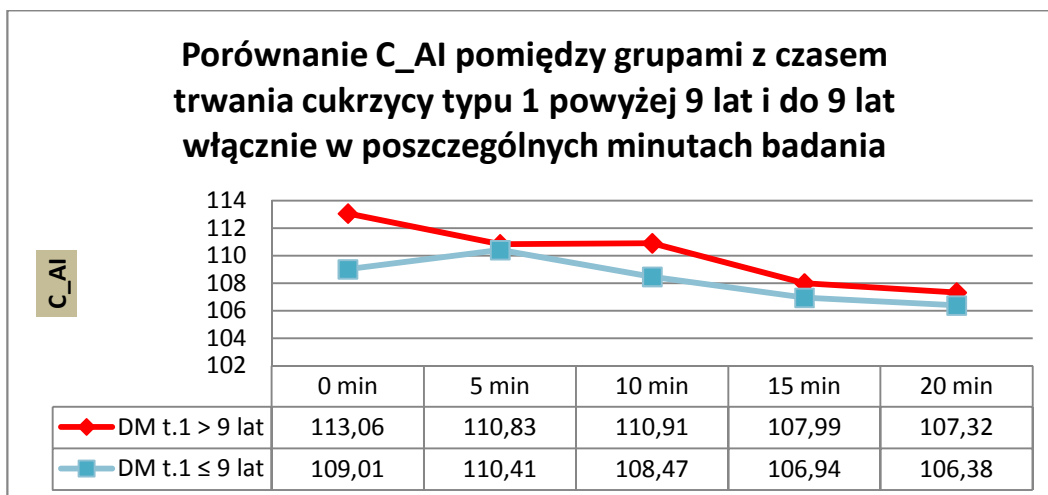 Porównanie C_AI pomiędzy grupami z czasem
trwania cukrzycy typu 1 powyżej 9 lat i do 9 lat
włącznie w poszczególnych minutach badania
C_AI
114
112
110
108
106
104
102
0 min 5 min 10 min 15 min 20 min
DM t.1 > 9 lat 113,06 110,83 110,91 107,99 107,32
DM t.1 ≤ 9 lat 109,01 110,41 108,47 106,94 106,38